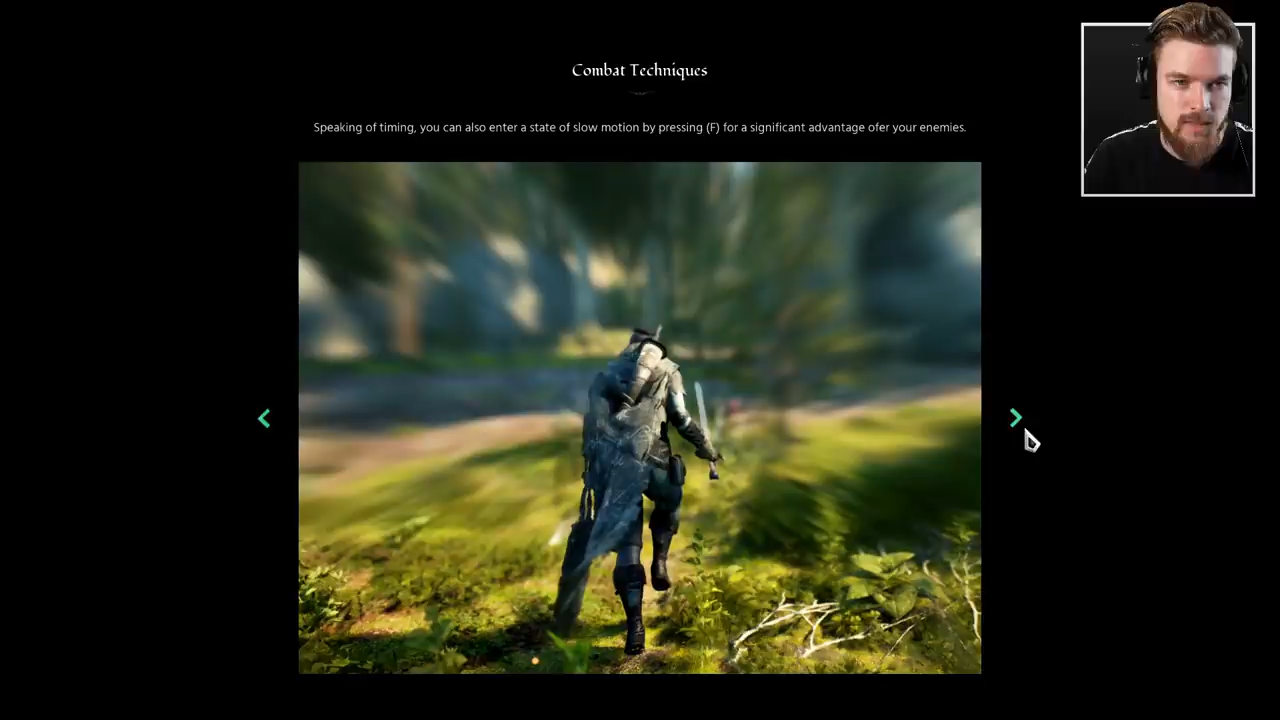 Combat Techniques
Speaking of timing, you can also enter a state of slow motion by pressing (F) for a significant advantage ofer your enemies.